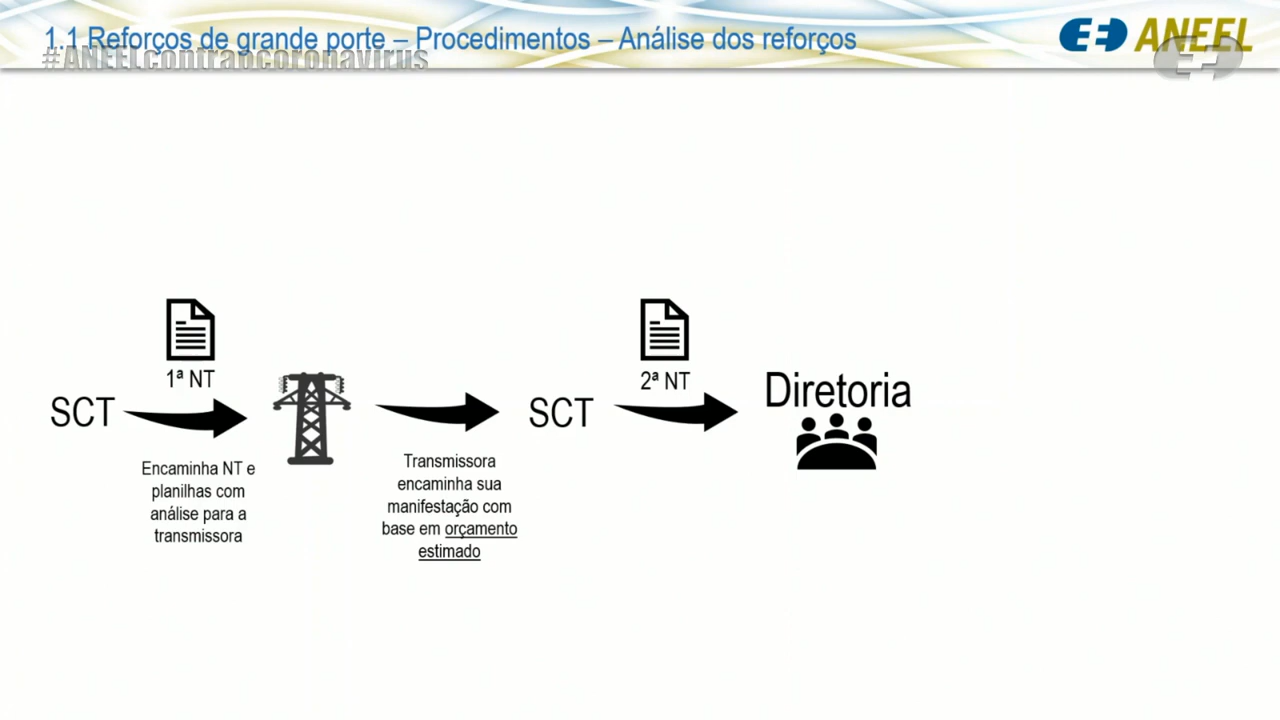 1.1 Reforços de grande porte – Procedimentos – Análise dos reforços
ANEEL
#ANEELcontraocoronavirus
1ª NT
SCT
Encaminha NT e
planilhas com
análise para a
transmissora
Transmissora
encaminha sua
manifestação com
base em orçamento
estimado
SCT
2ª NT
Diretoria